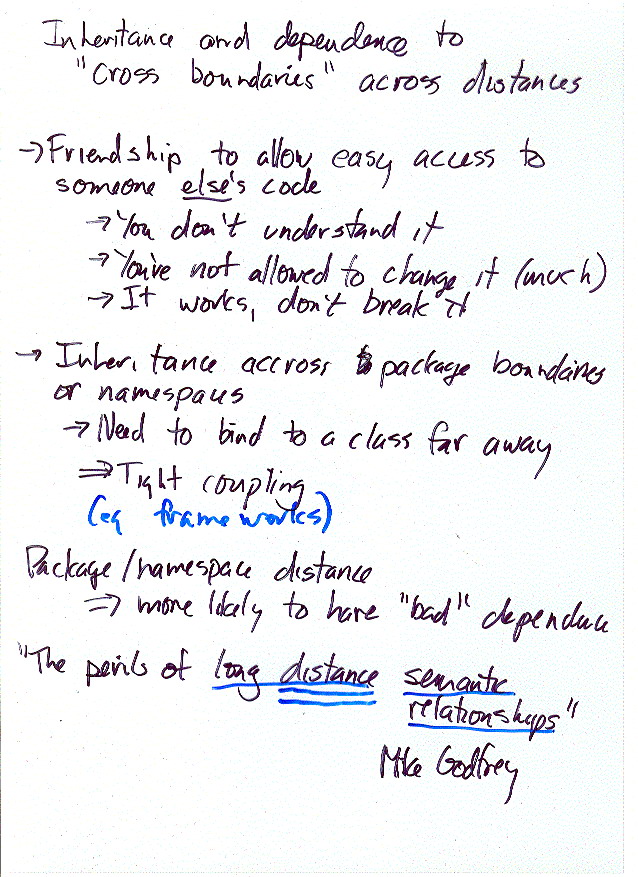 Inheritance and dependence to
"Cross boundaries" across distances
→ Friendship to allow easy access to
someone else's code
→ You don't understand it
→ You've not allowed to change it (much)
→ It works, don't break it
→ Inheritance accross package boundaries
or namespaces
→ Need to bind to a class far away
⇒ Tight coupling
(eg frameworks)
Package/namespace distance
⇒ more likely to have "bad" dependence
"The perils of long distance semantic
relationships"
Mike Godfrey